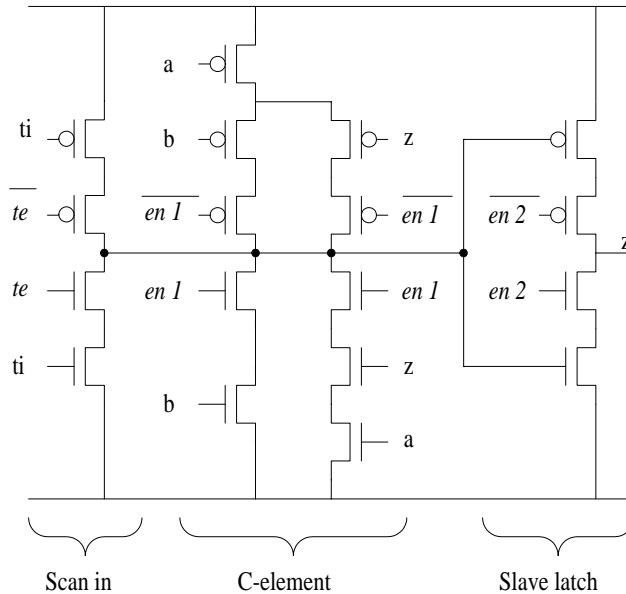 a
ti b z
te en 1 en 1 en 2
z
te en 1 en 1 en 2
ti z
b
a
Scan in C-element Slave latch